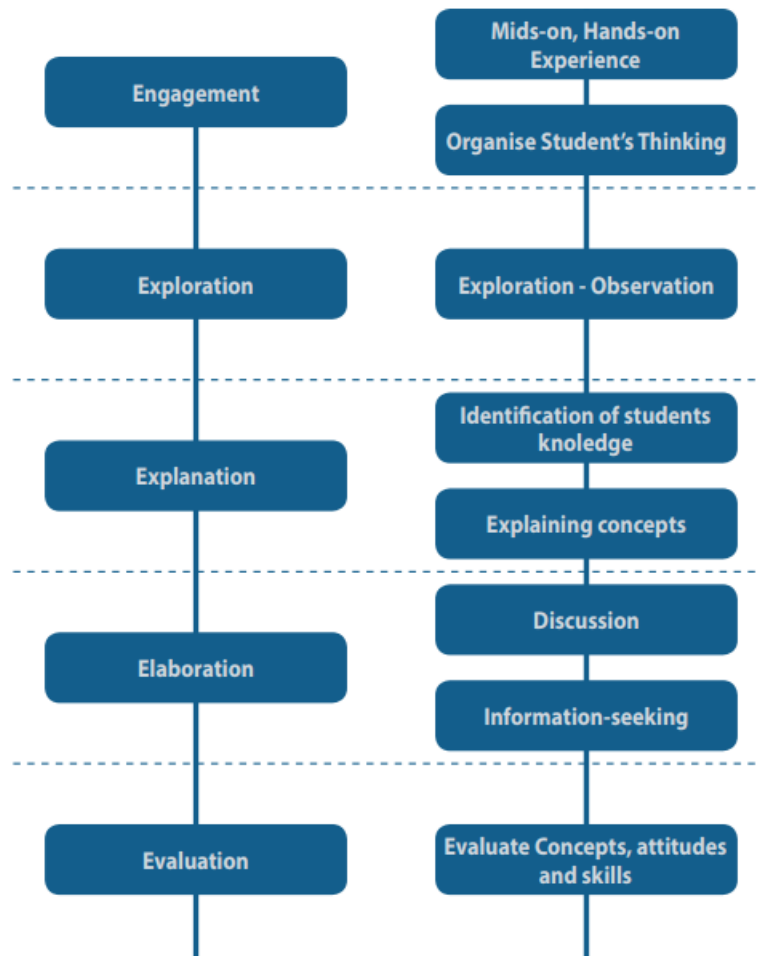 Mids-on, Hands-on
Experience
Engagement
Organise Student's Thinking
Exploration
Exploration - Observation
Identification of students
knoledge
Explanation
Explaining concepts
Discussion
Elaboration
Information-seeking
Evaluation
Evaluate Concepts, attitudes
and skills